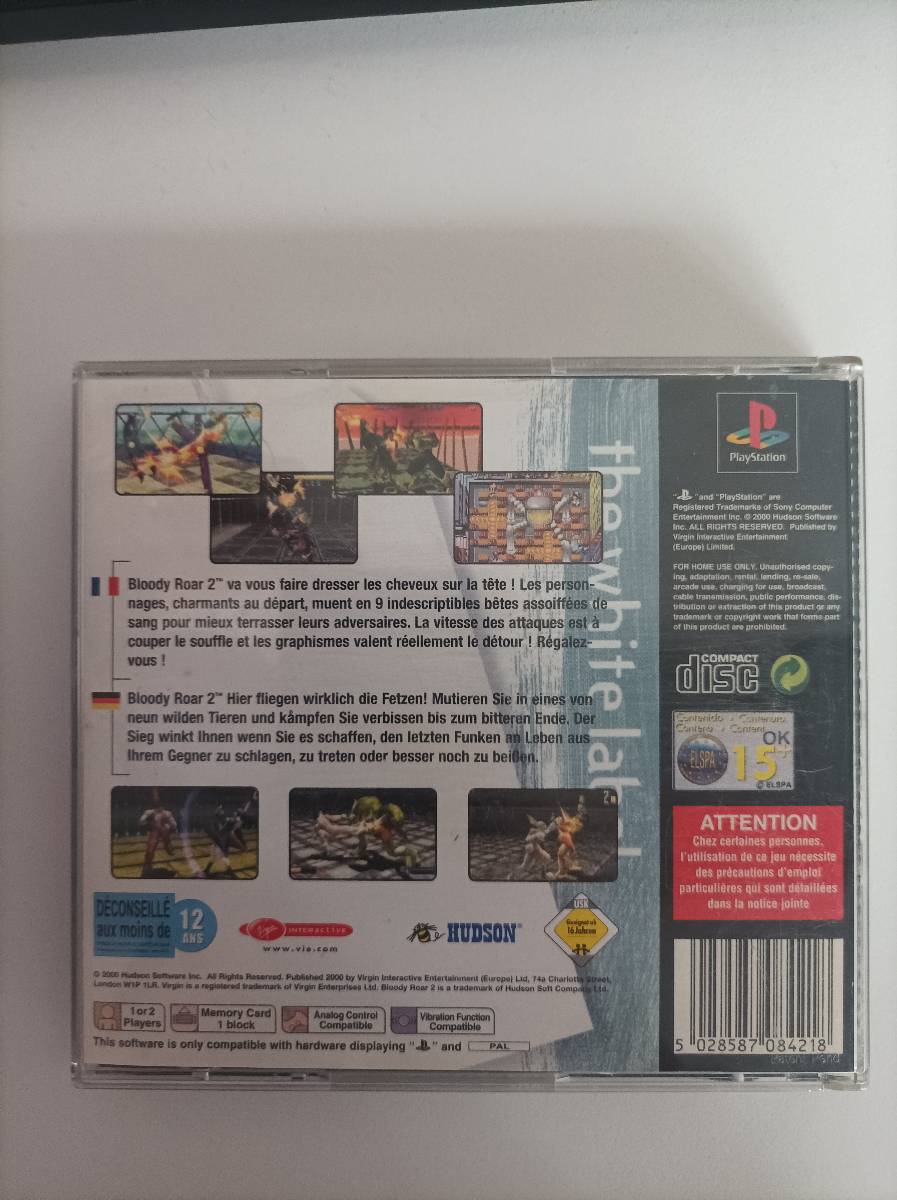 the white label
Bloody Roar 2™ va vous faire dresser les cheveux sur la tête ! Les person-
nages, charmants au départ, muent en 9 indescriptibles bêtes assoiffées de
sang pour mieux terrasser leurs adversaires. La vitesse des attaques est à
couper le souffle et les graphismes valent réellement le détour ! Régalez-
vous !
Bloody Roar 2™ Hier fliegen wirklich die Fetzen! Mutieren Sie in eines von
neun wilden Tieren und kåmpfen Sie verbissen bis zum bitteren Ende. Der
Sieg winkt Ihnen wenn Sie es schaffen, den letzten Funken an Leben aus
Ihrem Gegner zu schlagen, zu treten oder besser noch zu beißen.
DÉCONSEILLÉ
aux moins de
12
ANS
Virgin INTERACTIVE
www.vie.com
HUDSON®
USK
Geeignet ab
16 Jahren
© 2000 Hudson Software Inc. All Rights Reserved. Published 2000 by Virgin Interactive Entertainment (Europe) Ltd, 74a Charlotte Street,
London W1P 1LR. Virgin is a registered trademark of Virgin Enterprises Ltd. Bloody Roar 2 is a trademark of Hudson Soft Company Ltd.
1 or 2
Players
Memory Card
1 block
Analog Control
Compatible
Vibration Function
Compatible
This software is only compatible with hardware displaying " " and PAL
PlayStation
" " and "PlayStation" are
Registered Trademarks of Sony Computer
Entertainment Inc. © 2000 Hudson Software
Inc. ALL RIGHTS RESERVED. Published by
Virgin Interactive Entertainment
(Europe) Limited.
FOR HOME USE ONLY. Unauthorised copy-
ing, adaptation, rental, lending, re-sale,
arcade use, charging for use, broadcast,
cable transmission, public performance, dis-
tribution or extraction of this product or any
trademark or copyright work that forms part
of this product are prohibited.
COMPACT
disc
Contenido - Contenuto
Contenu - Content
ELSPA
OK
15+
© ELSPA
ATTENTION
Chez certaines personnes,
l'utilisation de ce jeu nécessite
des précautions d'emploi
particulières qui sont détaillées
dans la notice jointe
5 028587 084218